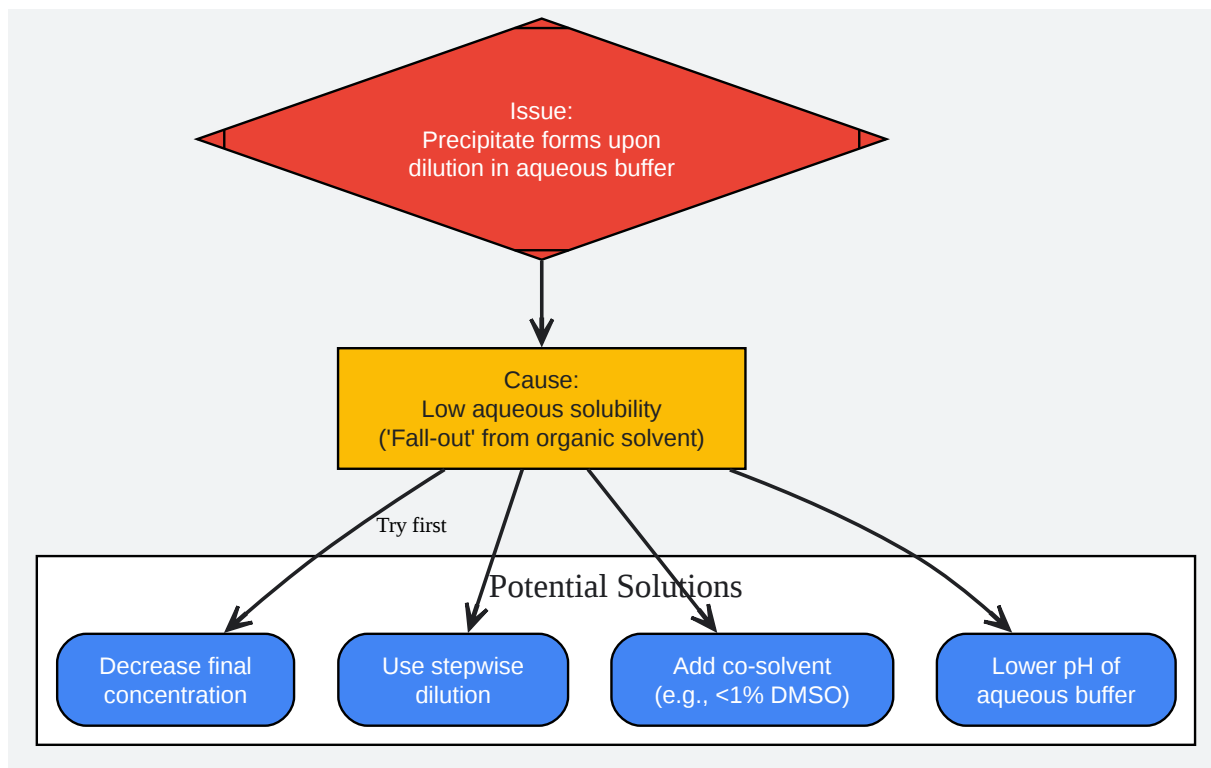 Issue:
Precipitate forms upon
dilution in aqueous buffer
Cause:
Low aqueous solubility
('Fall-out' from organic solvent)
Try first
Potential Solutions
Decrease final
concentration
Use stepwise
dilution
Add co-solvent
(e.g., <1% DMSO)
Lower pH of
aqueous buffer